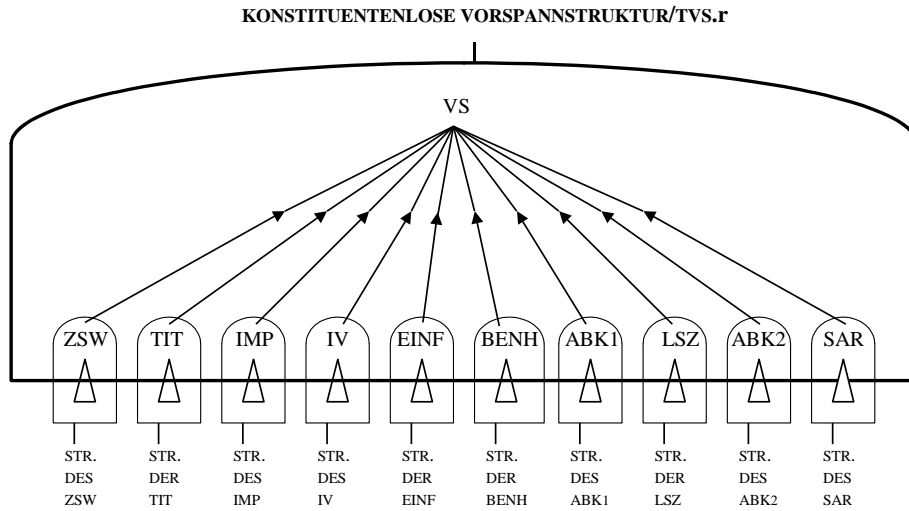 KONSTITUENTENLOSE VORSPANNSTRUKTUR/TVS.r
VS
ZSW TIT IMP IV EINF BENH ABK1 LSZ ABK2 SAR
STR. STR. STR. STR. STR. STR. STR. STR. STR. STR.
DES DER DES DES DER DER DES DER DES DES
ZSW TIT IMP IV EINF BENH ABK1 LSZ ABK2 SAR